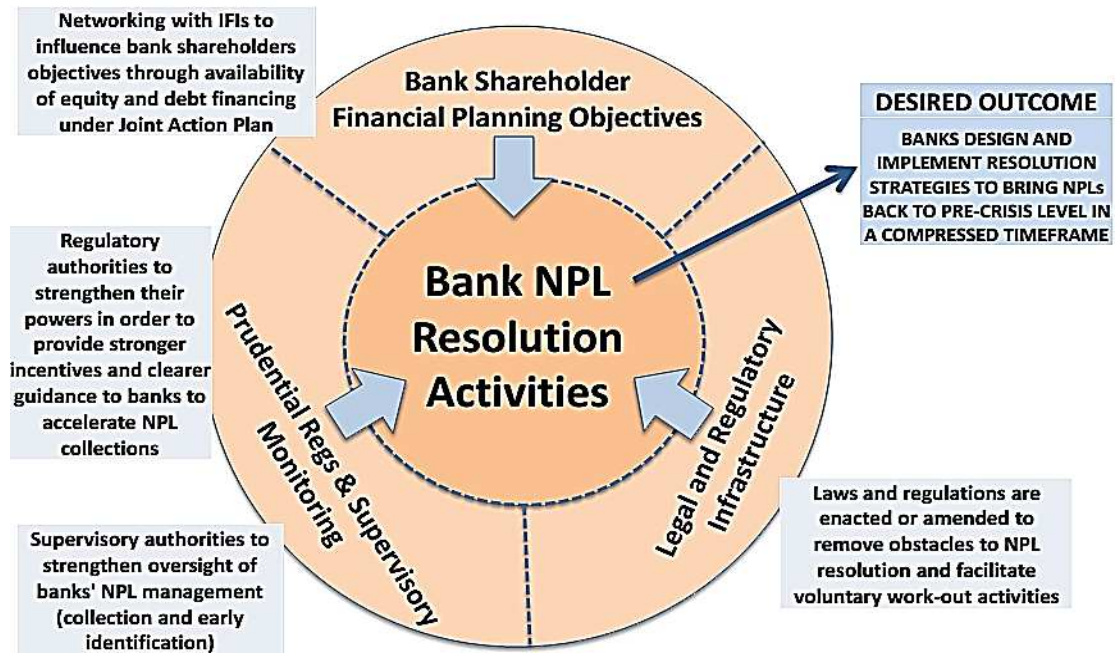 Networking with IFIs to
influence bank shareholders
objectives through availability
of equity and debt financing
under Joint Action Plan
Bank Shareholder
Financial Planning Objectives
DESIRED OUTCOME
BANKS DESIGN AND
IMPLEMENT RESOLUTION
STRATEGIES TO BRING NPLs
BACK TO PRE-CRISIS LEVEL IN
A COMPRESSED TIMEFRAME
Regulatory
authorities to
strengthen their
powers in order to
provide stronger
incentives and clearer
guidance to banks to
accelerate NPL
collections
Bank NPL
Resolution
Activities
Prudential Regs & Supervisory
Monitoring
Legal and Regulatory
Infrastructure
Supervisory authorities to
strengthen oversight of
banks' NPL management
(collection and early
identification)
Laws and regulations are
enacted or amended to
remove obstacles to NPL
resolution and facilitate
voluntary work-out activities